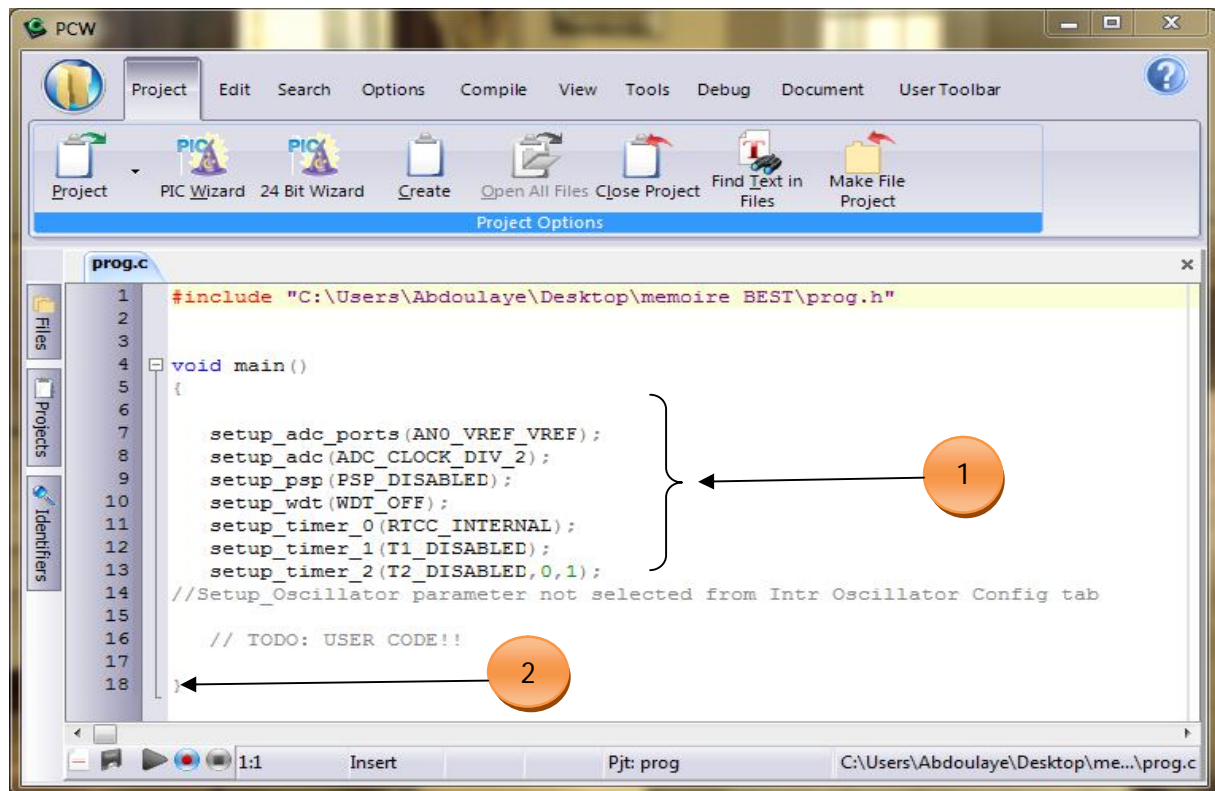 PCW
Project Edit Search Options Compile View Tools Debug Document User Toolbar
Project PIC Wizard 24 Bit Wizard Create Open All Files Close Project Find Text in Files Make File Project
Project Options
prog.c
Files
Projects
Identifiers
1 #include "C:\Users\Abdoulaye\Desktop\memoire BEST\prog.h"
2
3
4 void main()
5 {
6
7 setup_adc_ports(AN0_VREF_VREF);
8 setup_adc(ADC_CLOCK_DIV_2);
9 setup_psp(PSP_DISABLED);
10 setup_wdt(WDT_OFF);
11 setup_timer_0(RTCC_INTERNAL);
12 setup_timer_1(T1_DISABLED);
13 setup_timer_2(T2_DISABLED,0,1);
14 //Setup_Oscillator parameter not selected from Intr Oscillator Config tab
15
16 // TODO: USER CODE!!
17
18 }
1
2
1:1 Insert Pjt: prog C:\Users\Abdoulaye\Desktop\me...\prog.c